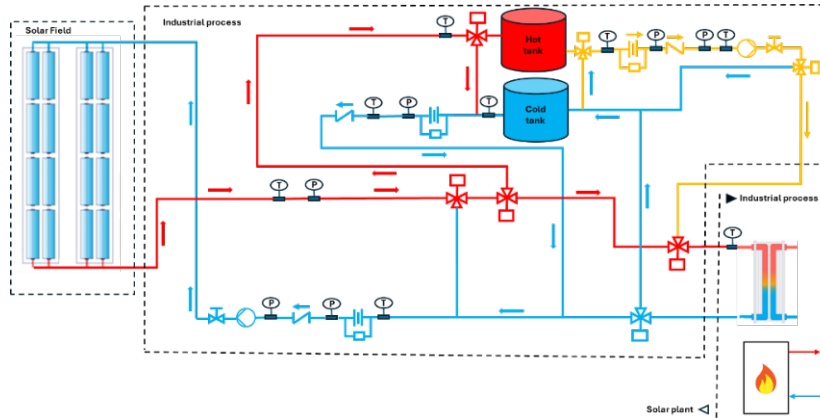 Industrial process
Solar Field
T
Hot
tank
T
P
P
T
T
P
T
Cold
tank
T
P
T
Industrial process
P
P
T
Solar plant